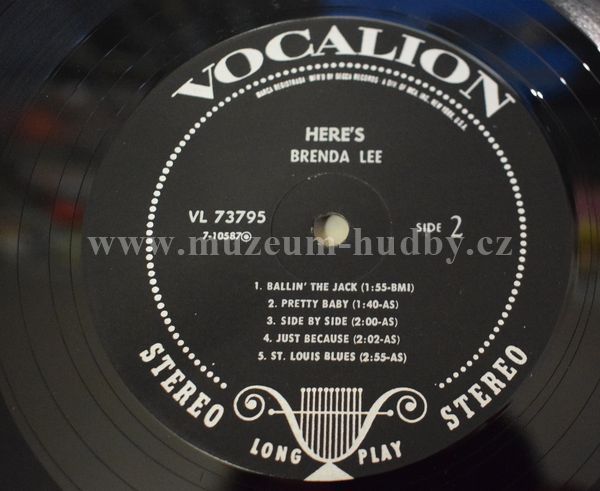 VOCALION
MARCA REGISTRADA MFR'D BY DECCA RECORDS A DIV. OF MCA, INC. NEW YORK, U.S.A.
HERE'S
BRENDA LEE
VL 73795
7-10587
SIDE 2
www.muzeum-hudby.cz
1. BALLIN' THE JACK (1:55-BMI)
2. PRETTY BABY (1:40-AS)
3. SIDE BY SIDE (2:00-AS)
4. JUST BECAUSE (2:02-AS)
5. ST. LOUIS BLUES (2:55-AS)
STEREO
LONG PLAY
STEREO